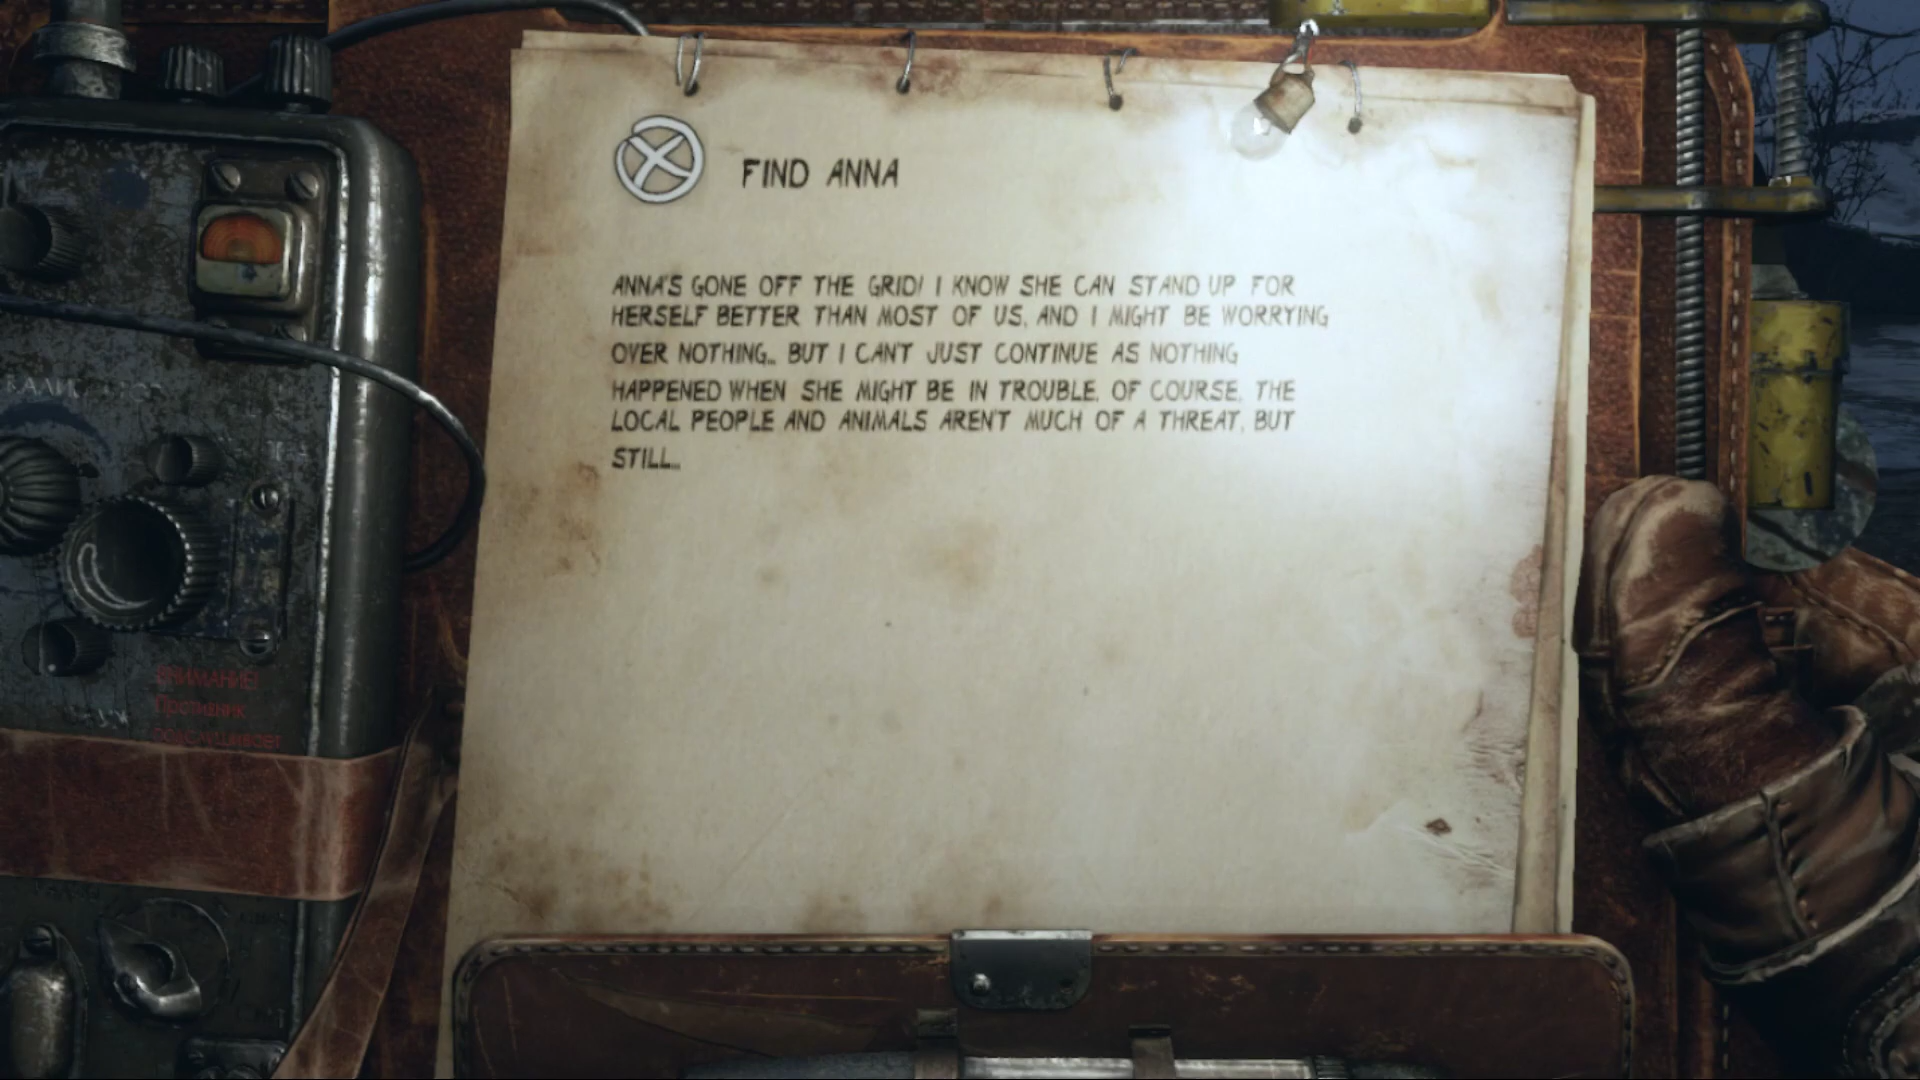 FIND ANNA
ANNA'S GONE OFF THE GRID! I KNOW SHE CAN STAND UP FOR
HERSELF BETTER THAN MOST OF US, AND I MIGHT BE WORRYING
OVER NOTHING... BUT I CAN'T JUST CONTINUE AS NOTHING
HAPPENED WHEN SHE MIGHT BE IN TROUBLE. OF COURSE, THE
LOCAL PEOPLE AND ANIMALS AREN'T MUCH OF A THREAT, BUT
STILL...
ВНИМАНИЕ!
Противник
подслушивает